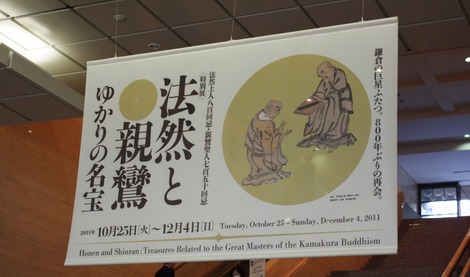 鎌倉の巨星ふたつ。800年ぶりの再会。
法然上人八百回忌・親鸞聖人七百五十回忌
〈特別展〉
法然と
親鸞
ゆかりの名宝
2011年 10月25日[火]〜12月4日[日] Tuesday, October 25 – Sunday, December 4, 2011
Honen and Shinran : Treasures Related to the Great Masters of the Kamakura Buddhism